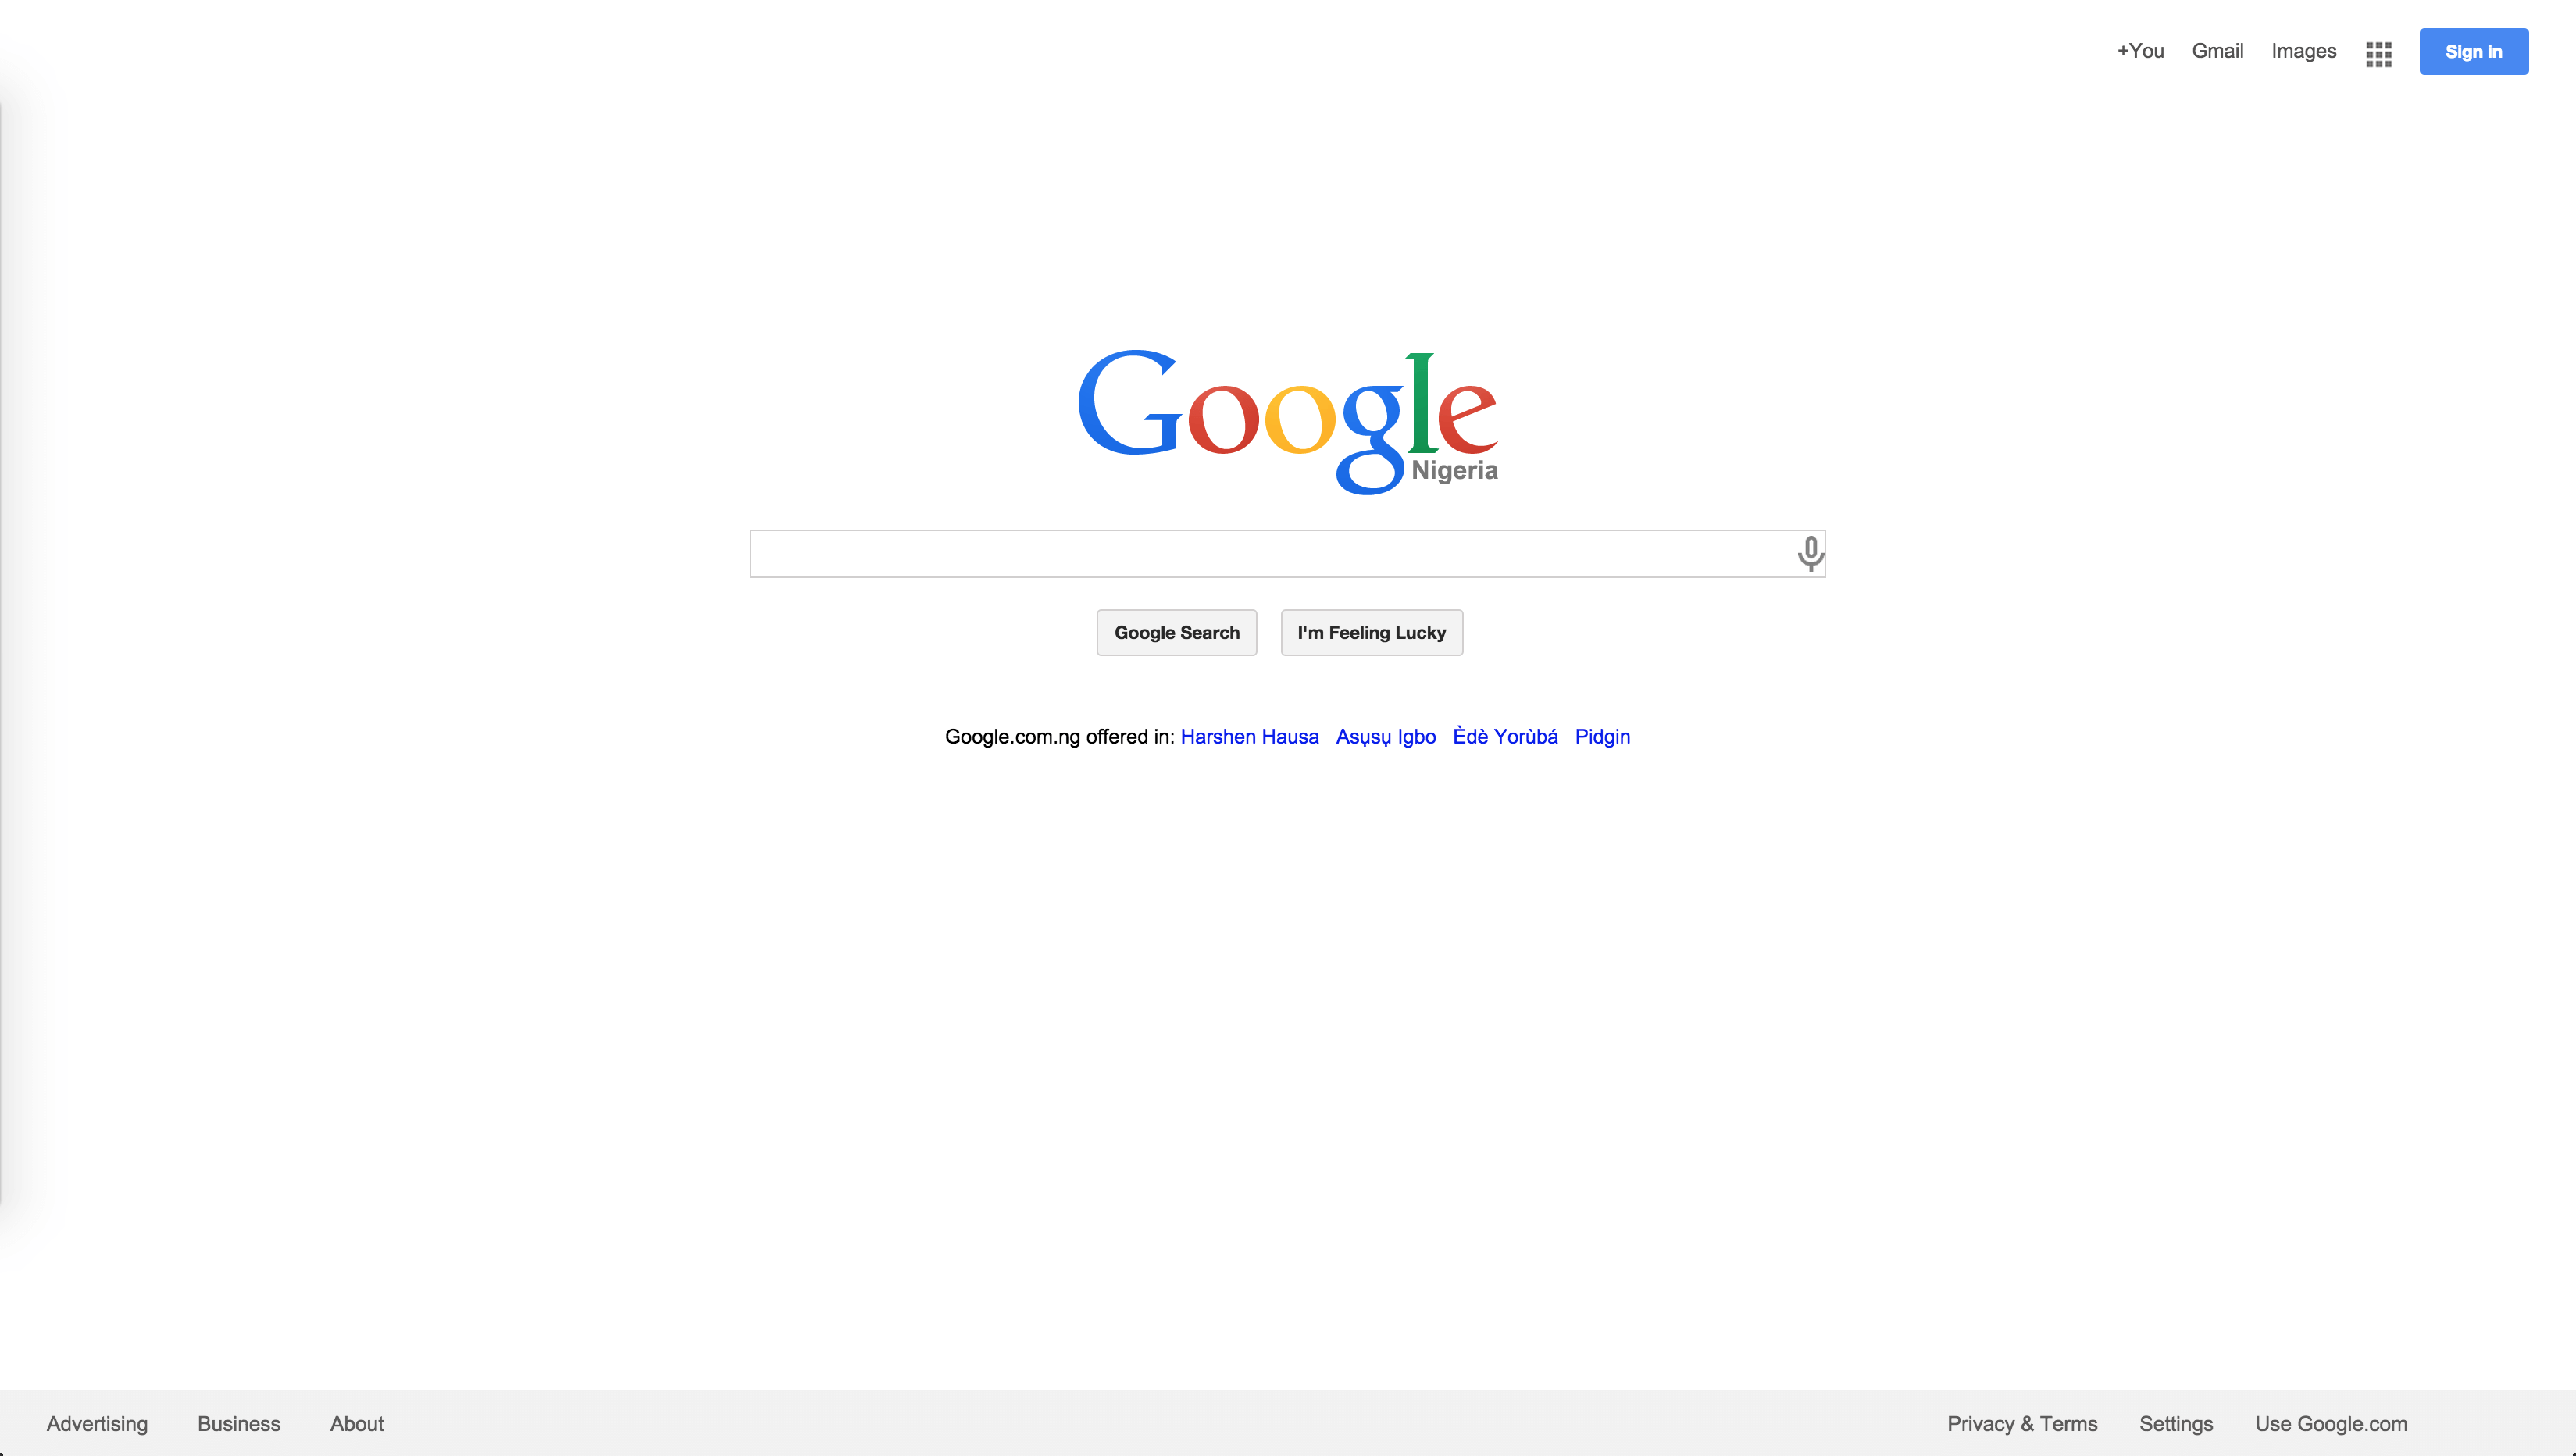 +You Gmail Images Sign in
Google
Nigeria
Google Search I'm Feeling Lucky
Google.com.ng offered in: Harshen Hausa Asụsụ Igbo Èdè Yorùbá Pidgin
Advertising Business About Privacy & Terms Settings Use Google.com